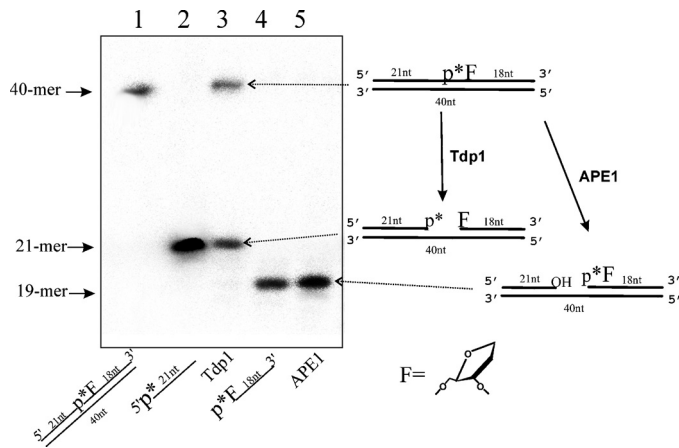 1 2 3 4 5
40-mer
21-mer
19-mer
5' 21nt p*F 18nt 3'
40nt
5'p* 21nt
Tdp1
p*F 18nt 3'
APE1
5' 21nt p*F 18nt 3'
3' 5'
40nt
Tdp1
APE1
5' 21nt p* F 18nt 3'
3' 5'
40nt
5' 21nt OH p*F 18nt 3'
3' 5'
40nt
F=
O
O O